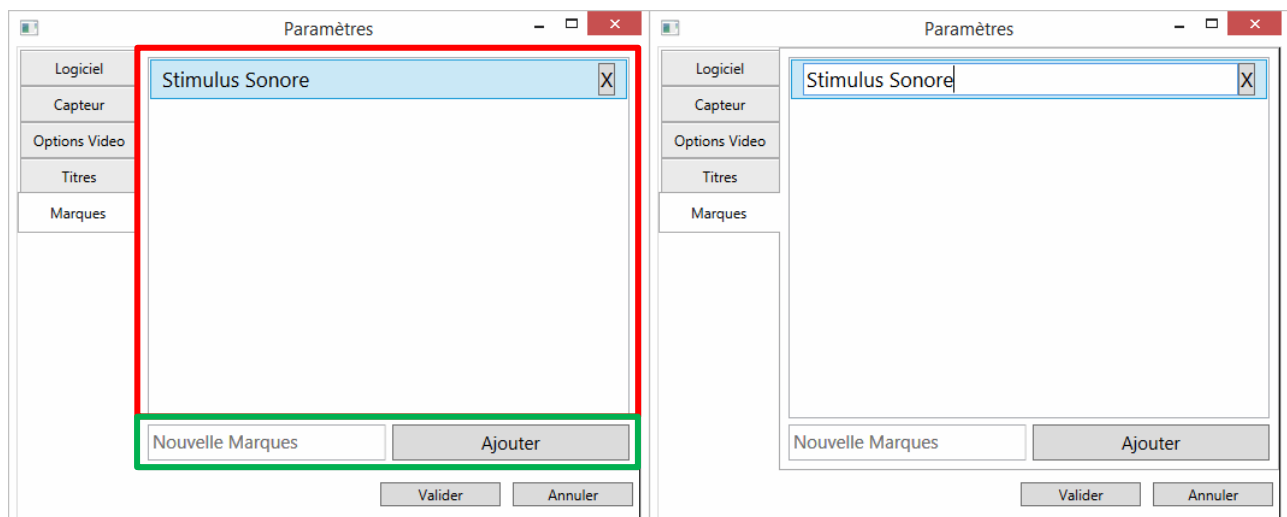 Paramètres
Logiciel
Capteur
Options Video
Titres
Marques
Stimulus Sonore
X
Nouvelle Marques
Ajouter
Valider
Annuler
Paramètres
Logiciel
Capteur
Options Video
Titres
Marques
Stimulus Sonore
X
Nouvelle Marques
Ajouter
Valider
Annuler